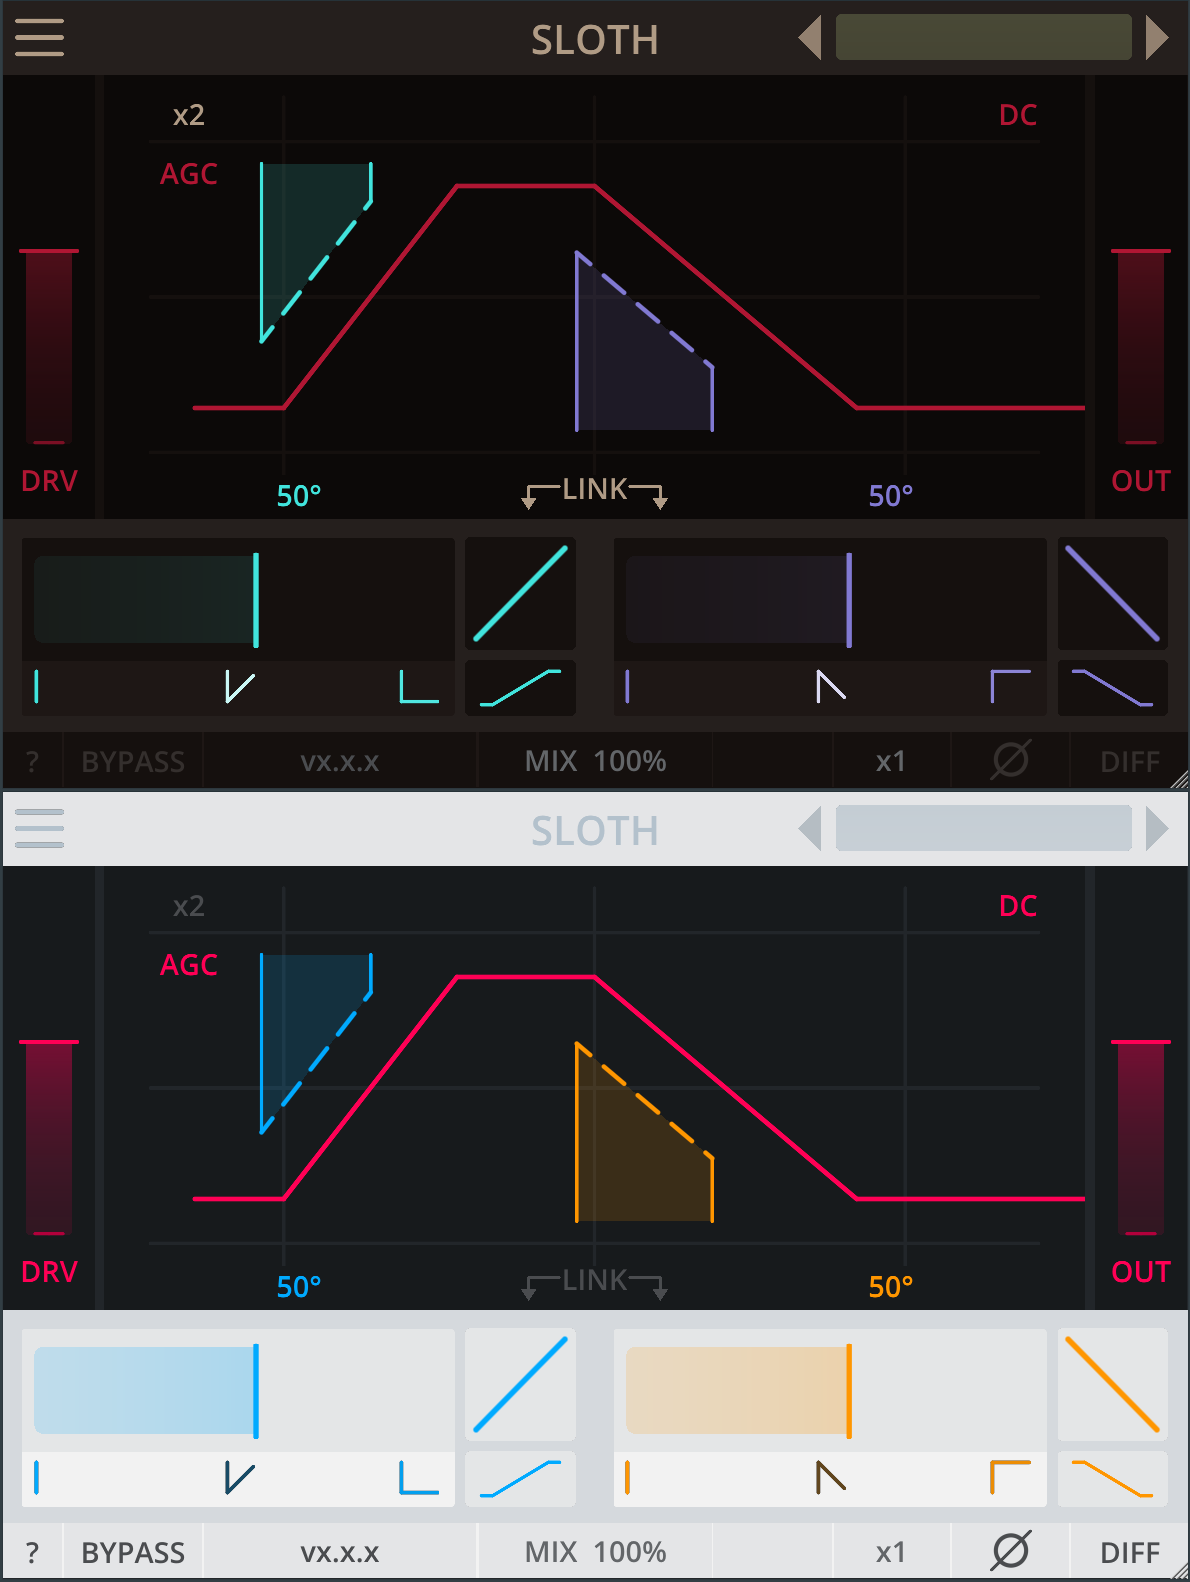 SLOTH
x2 DC
AGC
DRV OUT
50° LINK 50°
? BYPASS vx.x.x MIX 100% x1 Ø DIFF
SLOTH
x2 DC
AGC
DRV OUT
50° LINK 50°
? BYPASS vx.x.x MIX 100% x1 Ø DIFF